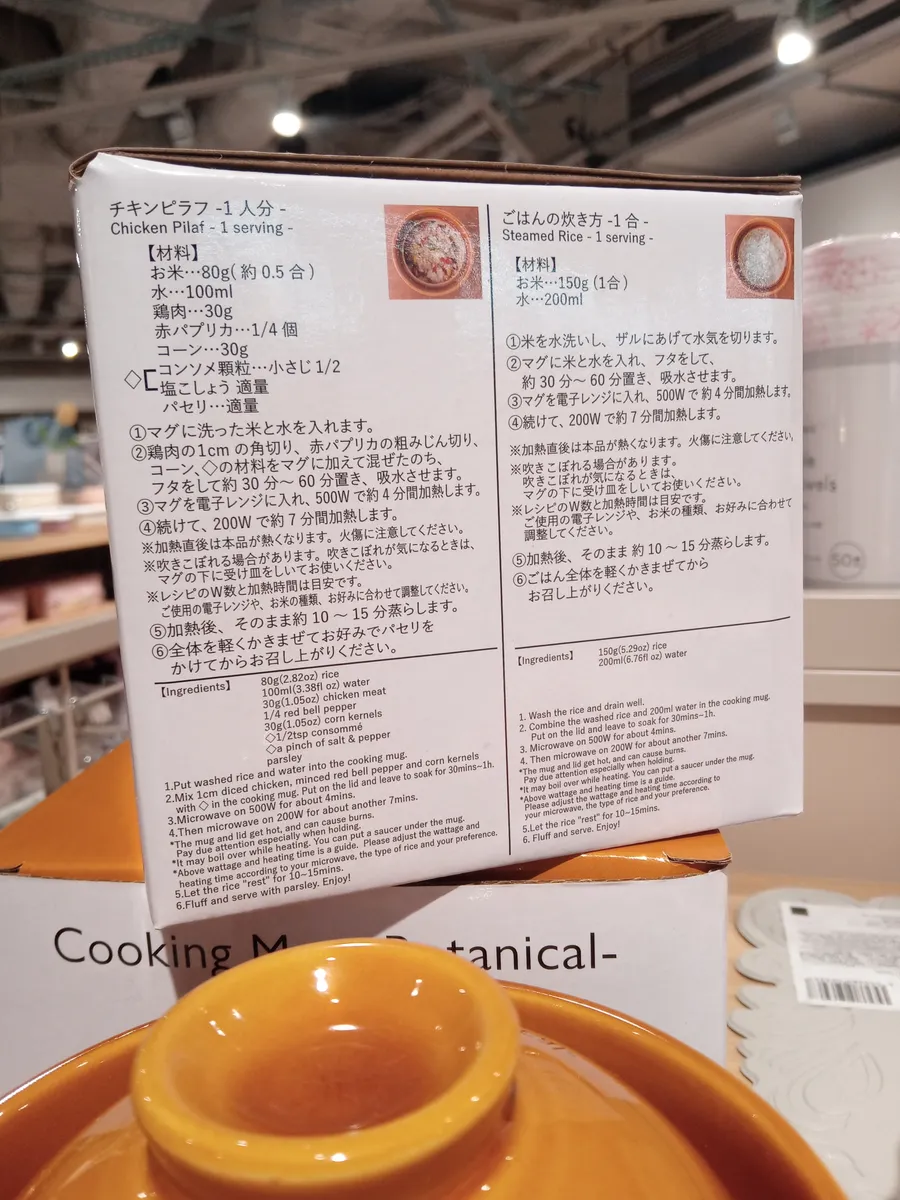 チキンピラフ -1 人分 -
Chicken Pilaf - 1 serving -
【材料】
お米…80g( 約 0.5 合 )
水…100ml
鶏肉…30g
赤パプリカ…1/4 個
コーン…30g
◇コンソメ顆粒…小さじ 1/2
塩こしょう 適量
パセリ…適量
①マグに洗った米と水を入れます。
②鶏肉の1cm の角切り、赤パプリカの粗みじん切り、
コーン、◇の材料をマグに加えて混ぜたのち、
フタをして約 30 分～ 60 分置き、吸水させます。
③マグを電子レンジに入れ、500W で約 4 分間加熱します。
④続けて、200W で約 7 分間加熱します。
※加熱直後は本品が熱くなります。火傷に注意してください。
※吹きこぼれる場合があります。吹きこぼれが気になるときは、
マグの下に受け皿をしいてお使いください。
※レシピのW数と加熱時間は目安です。
ご使用の電子レンジや、お米の種類、お好みに合わせて調整してください。
⑤加熱後、そのまま約 10 ～ 15 分蒸らします。
⑥全体を軽くかきまぜてお好みでパセリを
かけてからお召し上がりください。
【Ingredients】
80g(2.82oz) rice
100ml(3.38fl oz) water
30g(1.05oz) chicken meat
1/4 red bell pepper
30g(1.05oz) corn kernels
◇1/2tsp consommé
◇a pinch of salt & pepper
parsley
1.Put washed rice and water into the cooking mug.
2.Mix 1cm diced chicken, minced red bell pepper and corn kernels
with ◇ in the cooking mug. Put on the lid and leave to soak for 30mins~1h.
3.Microwave on 500W for about 4mins.
4.Then microwave on 200W for about another 7mins.
*The mug and lid get hot, and can cause burns.
Pay due attention especially when holding.
*It may boil over while heating. You can put a saucer under the mug.
*Above wattage and heating time is a guide. Please adjust the wattage and
heating time according to your microwave, the type of rice and your preference.
5.Let the rice "rest" for 10~15mins.
6.Fluff and serve with parsley. Enjoy!
ごはんの炊き方 -1 合 -
Steamed Rice - 1 serving -
【材料】
お米…150g (1合)
水…200ml
①米を水洗いし、ザルにあげて水気を切ります。
②マグに米と水を入れ、フタをして、
約 30 分～ 60 分置き、吸水させます。
③マグを電子レンジに入れ、500W で 約 4 分間加熱します。
④続けて、200W で約 7 分間加熱します。
※加熱直後は本品が熱くなります。火傷に注意してください。
※吹きこぼれる場合があります。
吹きこぼれが気になるときは、
マグの下に受け皿をしいてお使いください。
※レシピのW数と加熱時間は目安です。
ご使用の電子レンジや、お米の種類、お好みに合わせて
調整してください。
⑤加熱後、そのまま 約 10 ～ 15 分蒸らします。
⑥ごはん全体を軽くかきまぜてから
お召し上がりください。
【Ingredients】
150g(5.29oz) rice
200ml(6.76fl oz) water
1. Wash the rice and drain well.
2. Combine the washed rice and 200ml water in the cooking mug.
Put on the lid and leave to soak for 30mins~1h.
3. Microwave on 500W for about 4mins.
4. Then microwave on 200W for about another 7mins.
*The mug and lid get hot, and can cause burns.
Pay due attention especially when holding.
*It may boil over while heating. You can put a saucer under the mug.
*Above wattage and heating time is a guide.
Please adjust the wattage and heating time according to
your microwave, the type of rice and your preference.
5.Let the rice "rest" for 10~15mins.
6. Fluff and serve. Enjoy!
Cooking tanical-
50